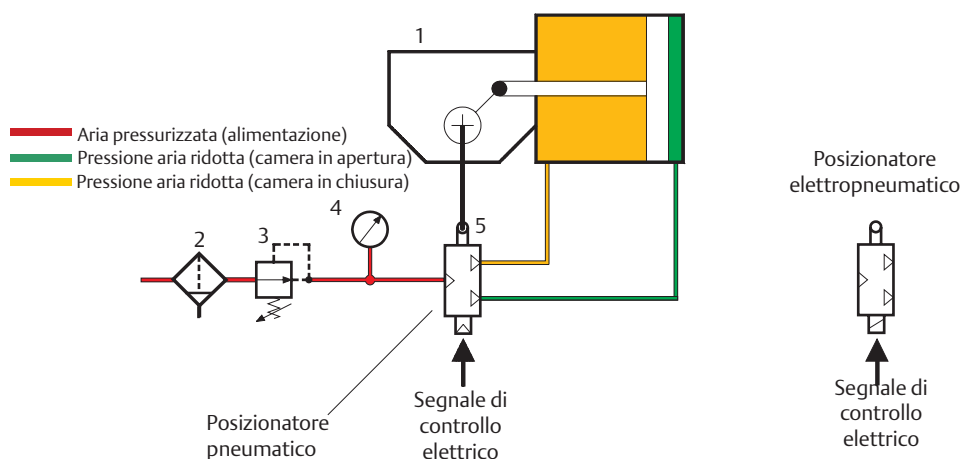 1
Aria pressurizzata (alimentazione)
Pressione aria ridotta (camera in apertura)
Pressione aria ridotta (camera in chiusura)
Posizionatore
elettropneumatico
4
5
2
3
Segnale di
controllo
elettrico
Posizionatore
pneumatico
Segnale di
controllo
elettrico